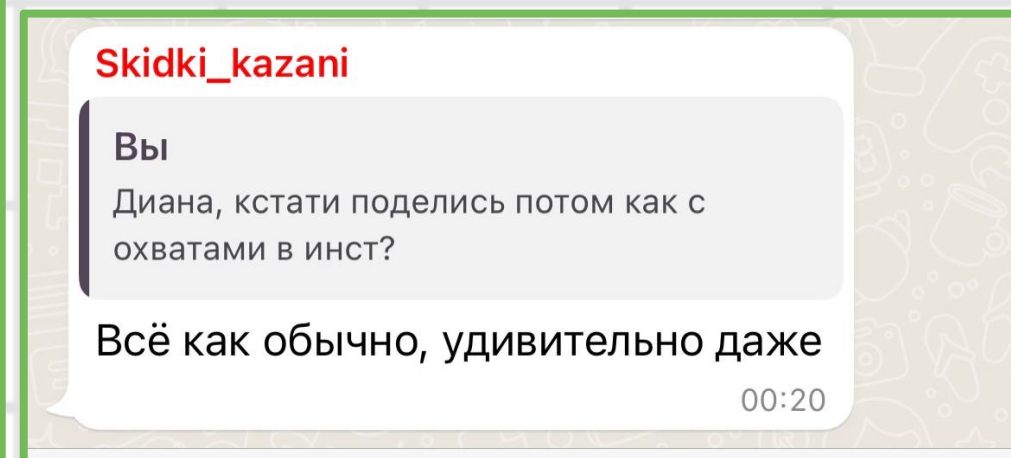 Skidki_kazani
Вы
Диана, кстати поделись потом как с
охватами в инст?
Всё как обычно, удивительно даже
00:20